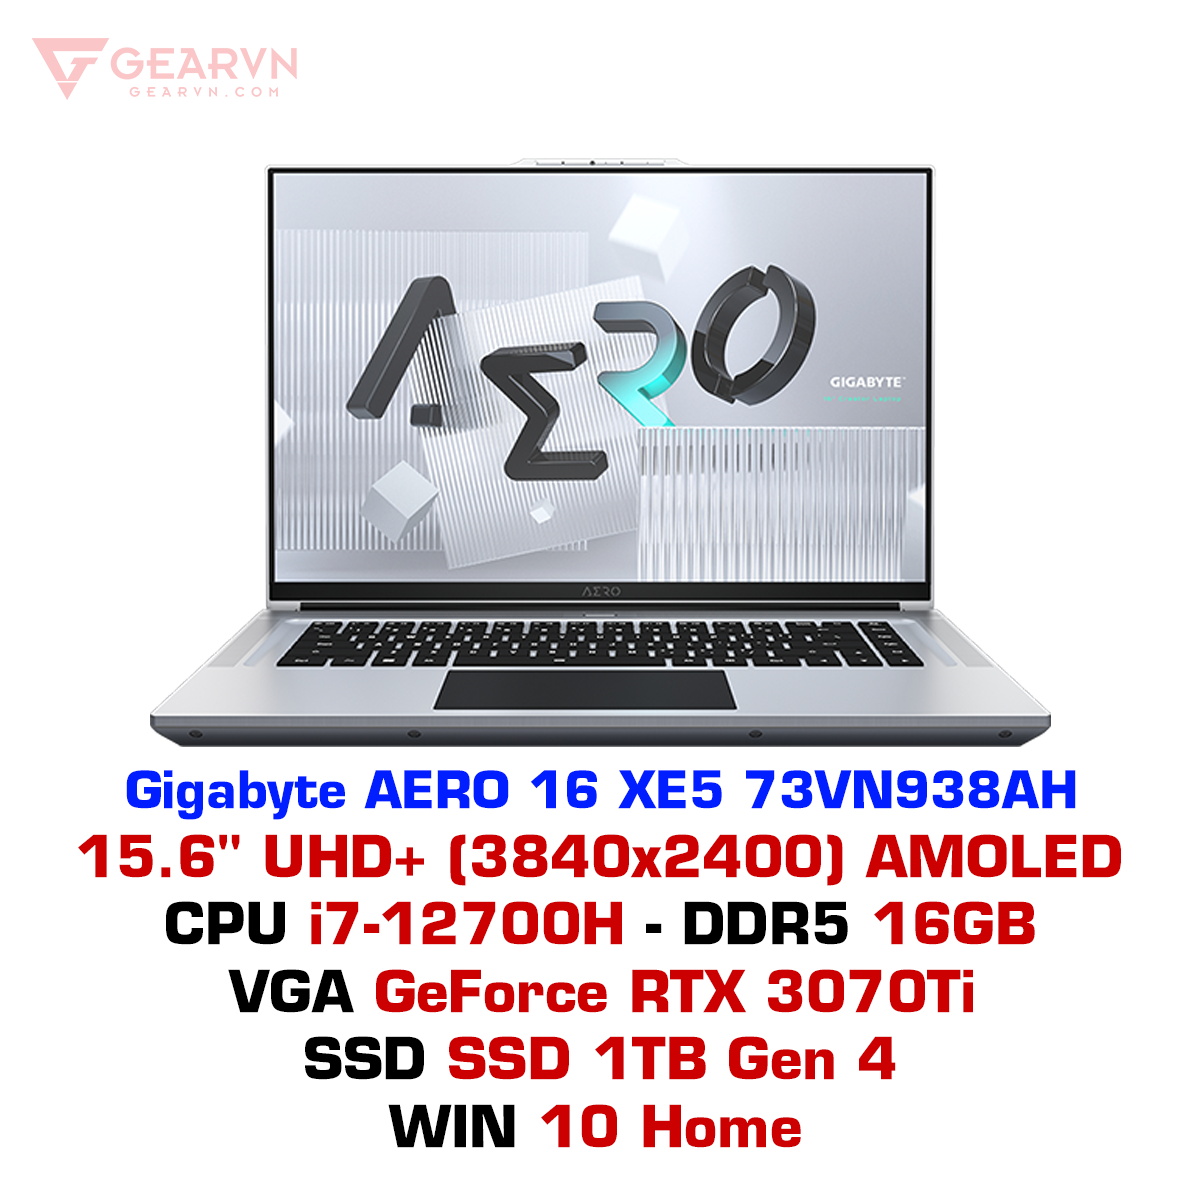 GEARVN
GEARVN.COM
AERO
GIGABYTE™
AERO
Gigabyte AERO 16 XE5 73VN938AH
15.6" UHD+ (3840x2400) AMOLED
CPU i7-12700H - DDR5 16GB
VGA GeForce RTX 3070Ti
SSD SSD 1TB Gen 4
WIN 10 Home